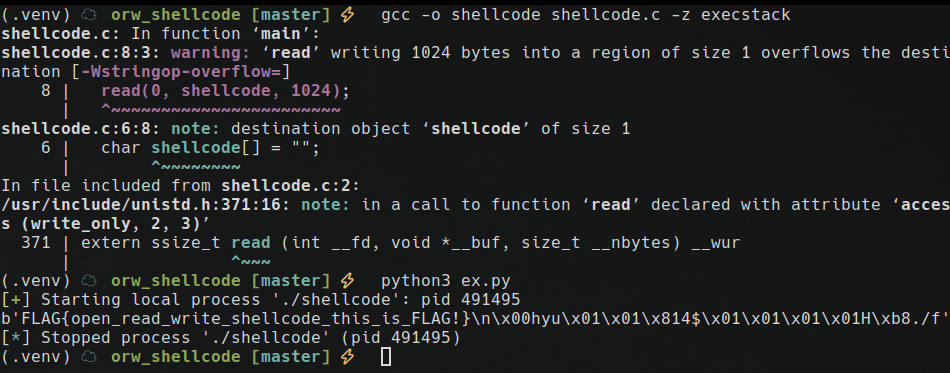 (.venv) ☁ orw_shellcode [master] ⚡ gcc -o shellcode shellcode.c -z execstack
shellcode.c: In function ‘main’:
shellcode.c:8:3: warning: ‘read’ writing 1024 bytes into a region of size 1 overflows the desti
nation [-Wstringop-overflow=]
    8 |   read(0, shellcode, 1024);
      |   ^~~~~~~~~~~~~~~~~~~~~~~~
shellcode.c:6:8: note: destination object ‘shellcode’ of size 1
    6 |   char shellcode[] = "";
      |        ^~~~~~~~~
In file included from shellcode.c:2:
/usr/include/unistd.h:371:16: note: in a call to function ‘read’ declared with attribute ‘acces
s (write_only, 2, 3)’
  371 | extern ssize_t read (int __fd, void *__buf, size_t __nbytes) __wur
      |                ^~~~
(.venv) ☁ orw_shellcode [master] ⚡ python3 ex.py
[+] Starting local process './shellcode': pid 491495
b'FLAG{open_read_write_shellcode_this_is_FLAG!}\n\x00hyu\x01\x01\x814$\x01\x01\x01\x01H\xb8./f'
[*] Stopped process './shellcode' (pid 491495)
(.venv) ☁ orw_shellcode [master] ⚡